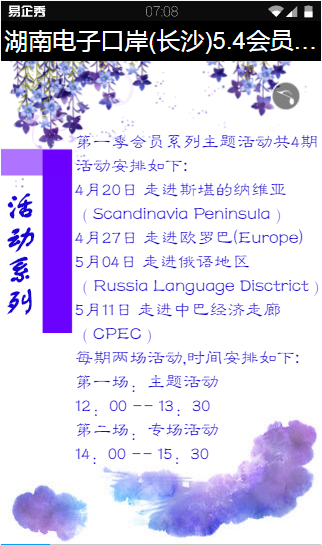 易企秀
07:08
湖南电子口岸(长沙)5.4会员...
活动系列
第一季会员系列主题活动共4期
活动安排如下:
4月20日 走进斯堪的纳维亚
（Scandinavia Peninsula）
4月27日 走进欧罗巴(Europe)
5月04日 走进俄语地区
（Russia Language Disctrict）
5月11日 走进中巴经济走廊
（CPEC）
每期两场活动,时间安排如下:
第一场：主题活动
12：00 -- 13：30
第二场：专场活动
14：00 -- 15：30